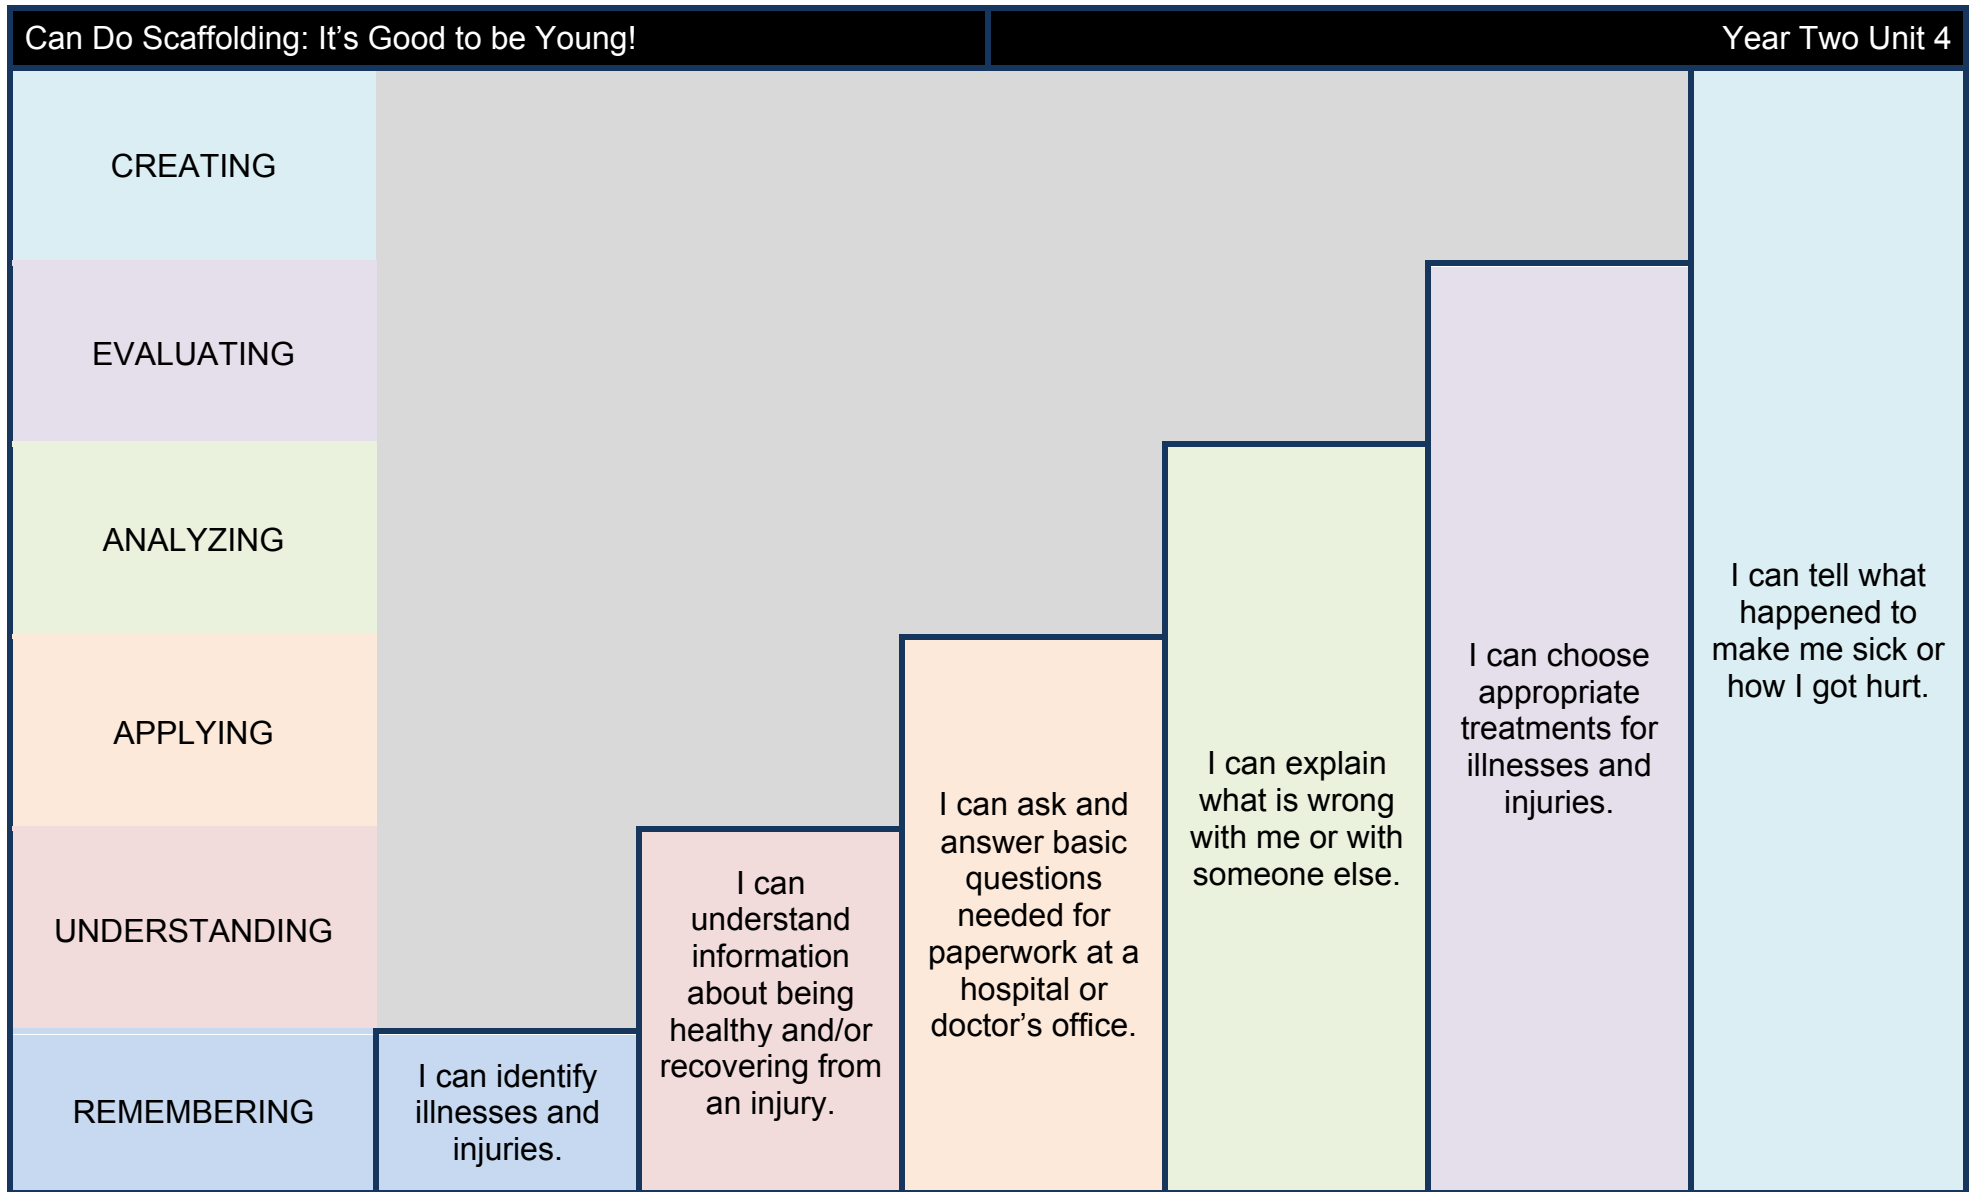 Can Do Scaffolding: It’s Good to be Young!
Year Two Unit 4
CREATING
EVALUATING
ANALYZING
APPLYING
UNDERSTANDING
REMEMBERING
I can identify
illnesses and
injuries.
I can
understand
information
about being
healthy and/or
recovering from
an injury.
I can ask and
answer basic
questions
needed for
paperwork at a
hospital or
doctor’s office.
I can explain
what is wrong
with me or with
someone else.
I can choose
appropriate
treatments for
illnesses and
injuries.
I can tell what
happened to
make me sick or
how I got hurt.